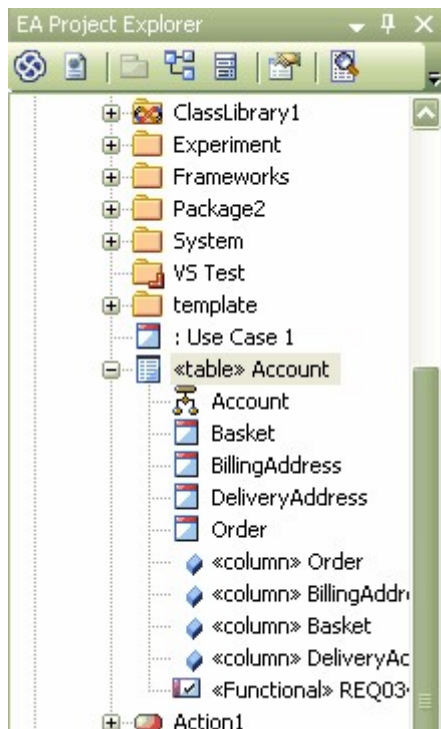 EA Project Explorer
ClassLibrary1
Experiment
Frameworks
Package2
System
VS Test
template
: Use Case 1
«table» Account
Account
Basket
BillingAddress
DeliveryAddress
Order
«column» Order
«column» BillingAddr
«column» Basket
«column» DeliveryAc
«Functional» REQ03
Action1